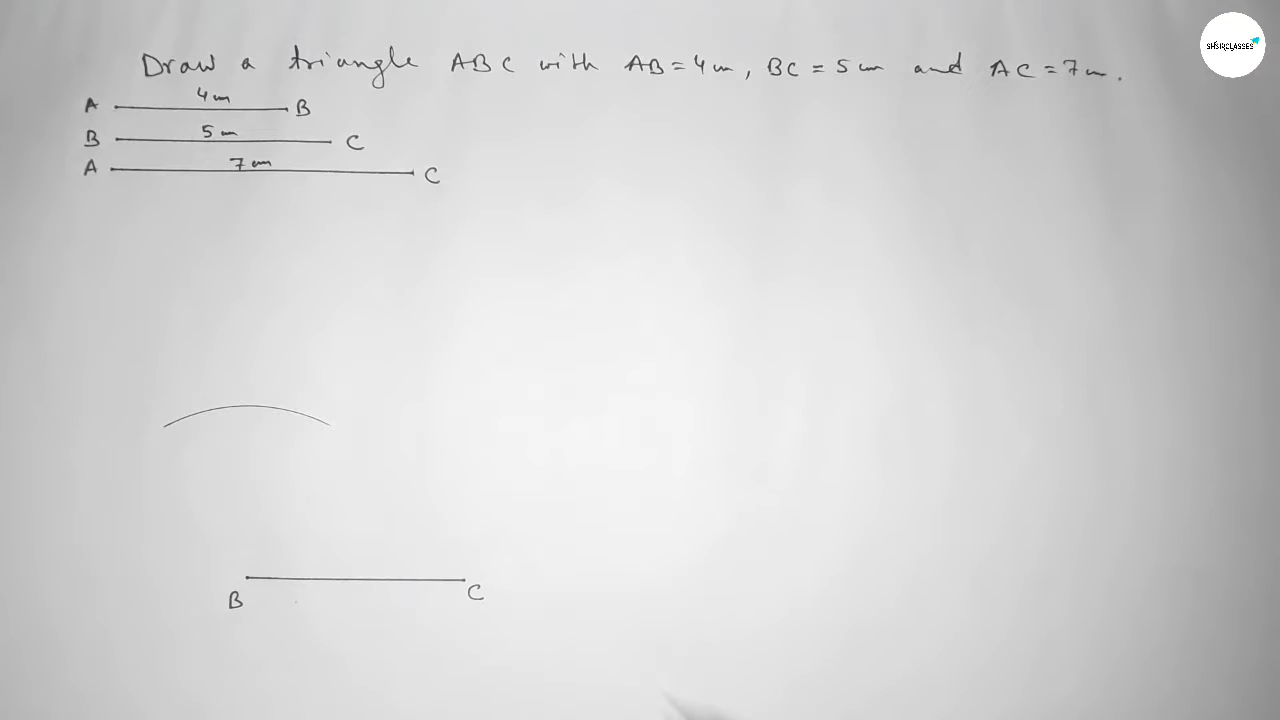 Draw a triangle ABC with AB = 4 cm, BC = 5 cm and AC = 7 cm.
SHSIRCLASSES
A 4 cm B
B 5 cm C
A 7 cm C
B C